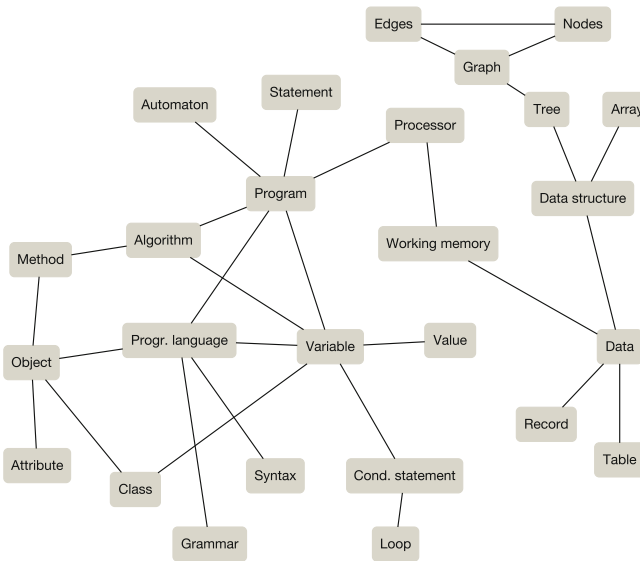 Edges
Nodes
Graph
Statement
Automaton
Tree
Array
Processor
Program
Data structure
Algorithm
Working memory
Method
Progr. language
Variable
Value
Data
Object
Record
Attribute
Table
Class
Syntax
Cond. statement
Grammar
Loop